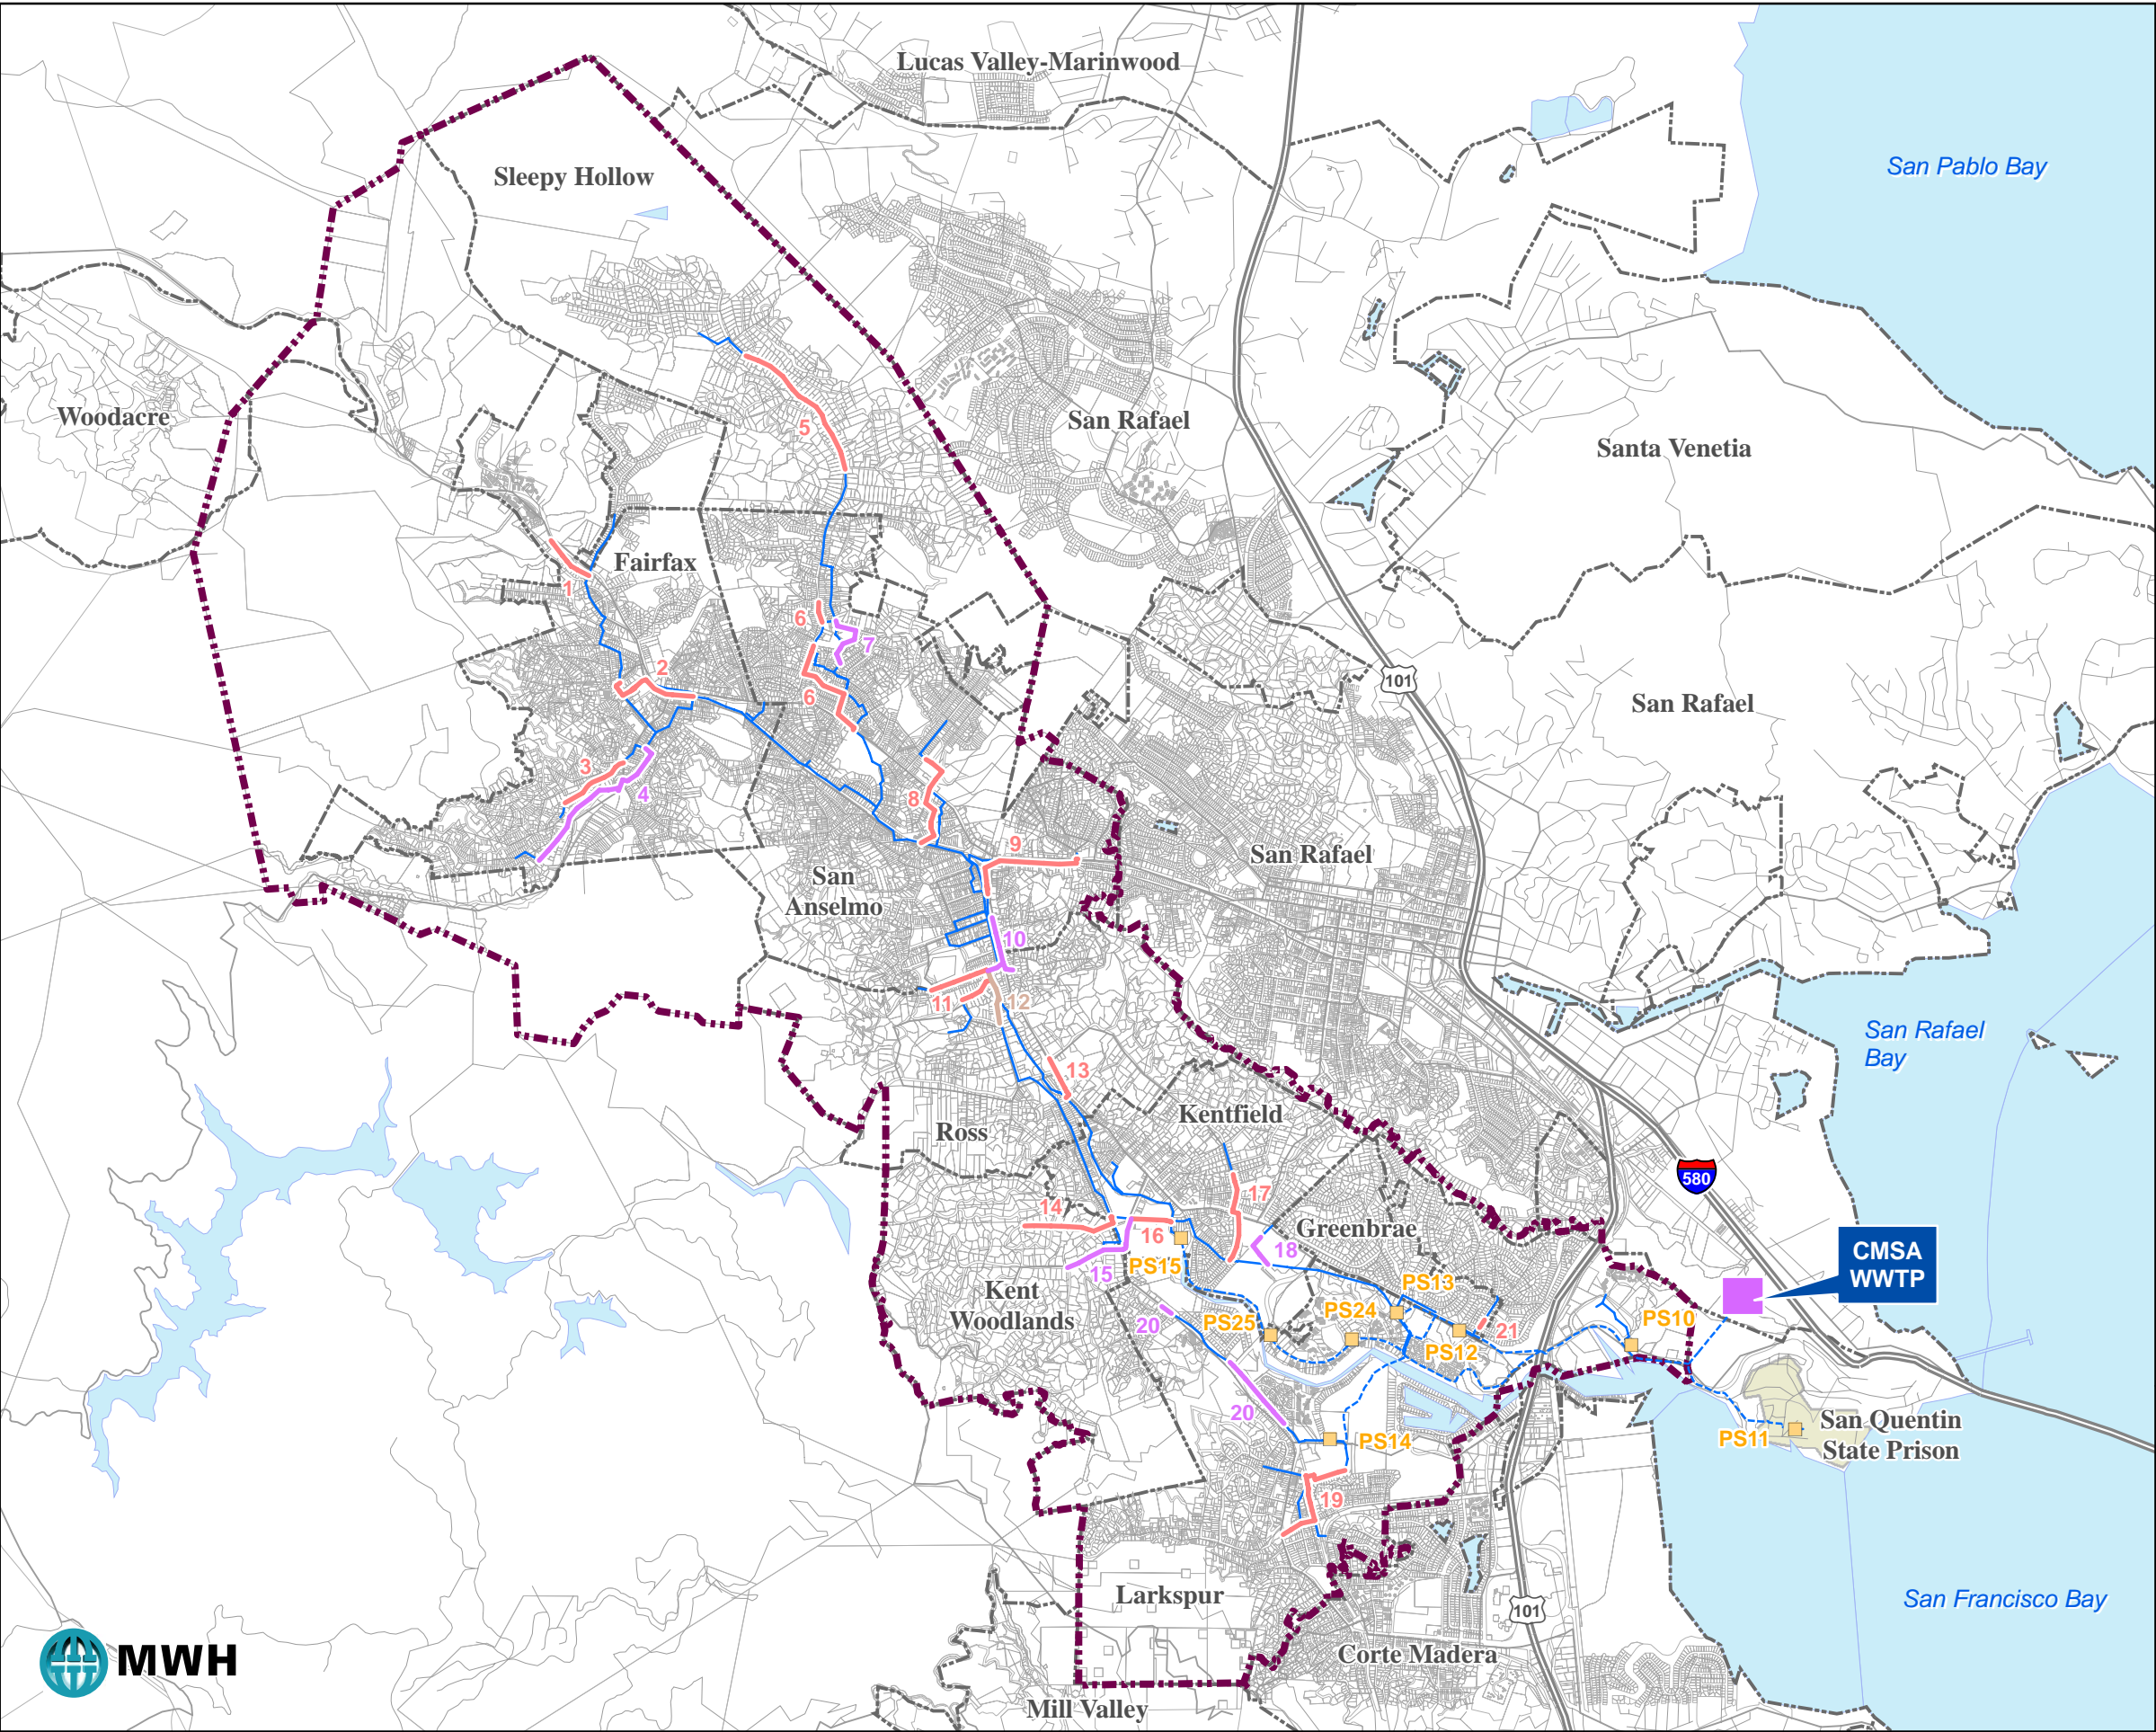 Lucas Valley-Marinwood
San Pablo Bay
Sleepy Hollow
Woodacre
San Rafael
5
Santa Venetia
Fairfax
1
6
7
2
6
101
San Rafael
3
4
8
9
San Rafael
San
Anselmo
10
11
12
San Rafael
Bay
13
Kentfield
Ross
580
14
17
16
Greenbrae
18
15
PS15
CMSA
WWTP
Kent
Woodlands
PS13
PS24
PS25
20
PS10
21
PS12
20
PS14
PS11
San Quentin
State Prison
19
Larkspur
101
San Francisco Bay
Corte Madera
MWH
Mill Valley